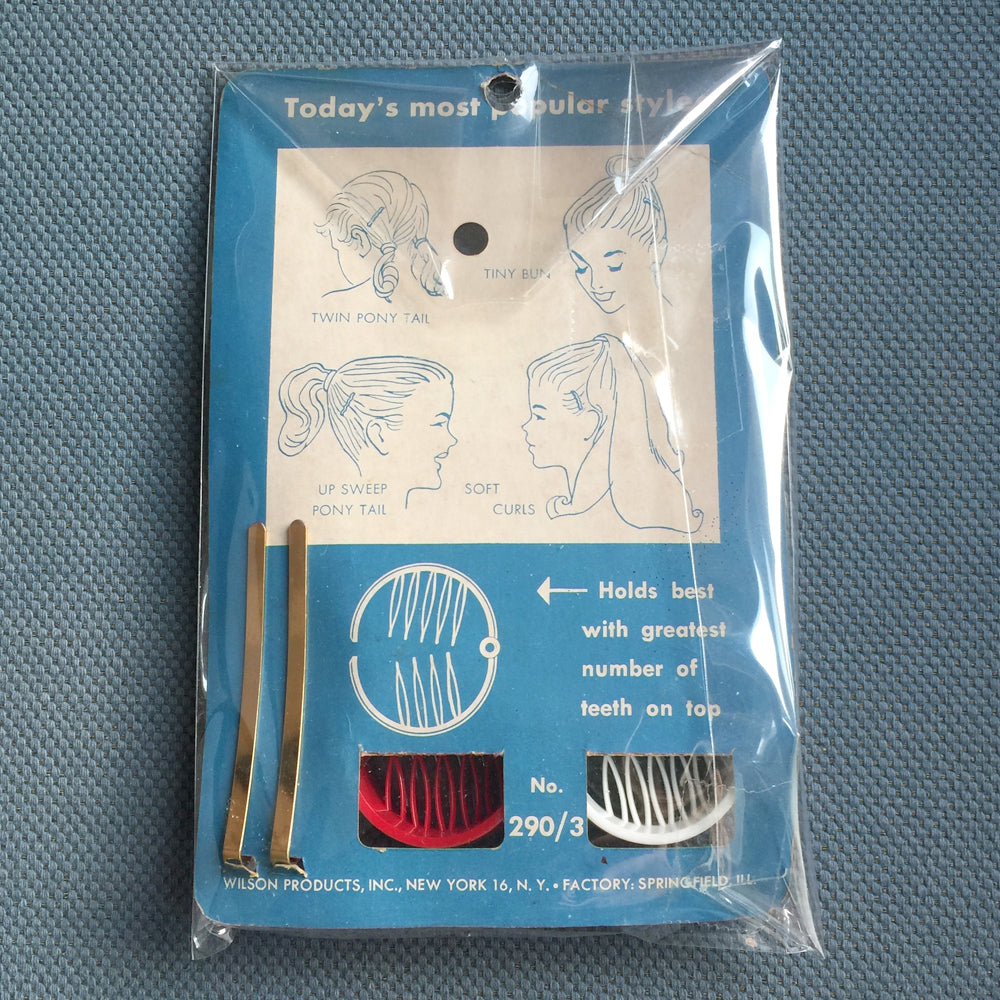 Today's most popular styles
TINY BUN
TWIN PONY TAIL
UP SWEEP
PONY TAIL
SOFT
CURLS
Holds best
with greatest
number of
teeth on top
No.
290/3
WILSON PRODUCTS, INC., NEW YORK 16, N. Y. • FACTORY: SPRINGFIELD, ILL.